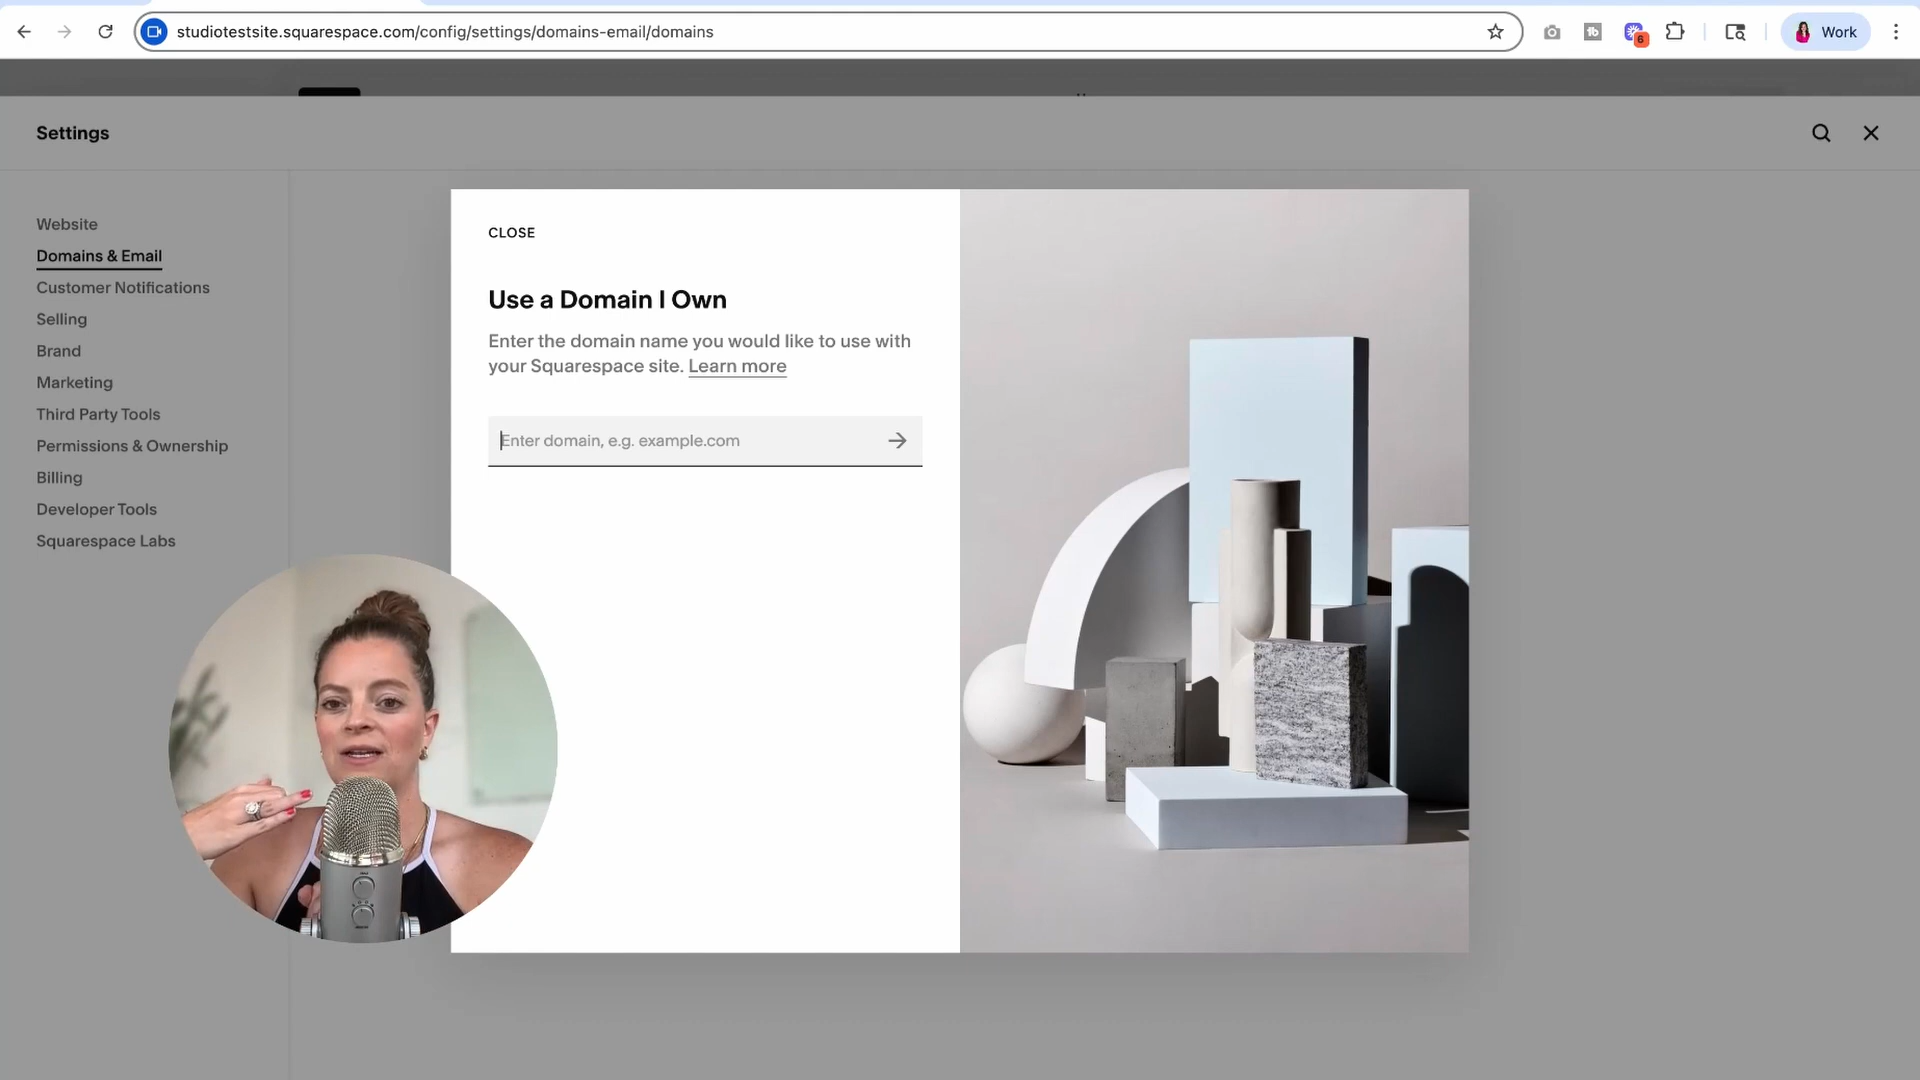 studiotestsite.squarespace.com/config/settings/domains-email/domains
6
Work
Settings
Website
Domains & Email
Customer Notifications
Selling
Brand
Marketing
Third Party Tools
Permissions & Ownership
Billing
Developer Tools
Squarespace Labs
CLOSE
Use a Domain I Own
Enter the domain name you would like to use with
your Squarespace site. Learn more
Enter domain, e.g. example.com